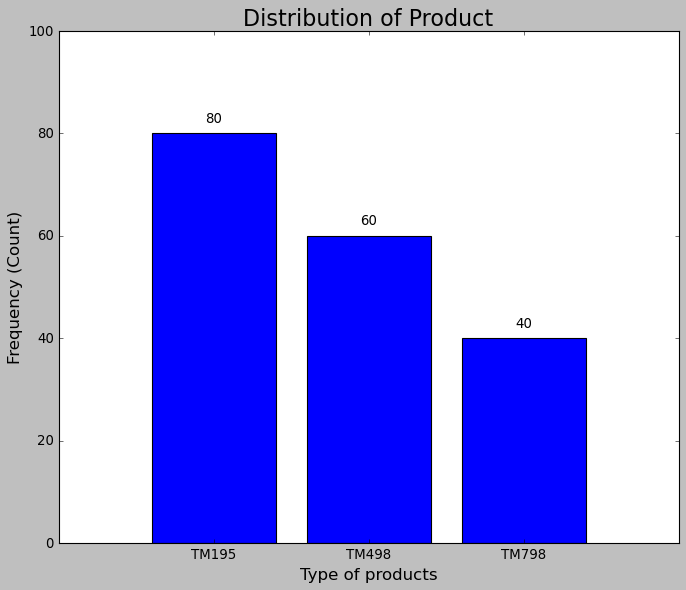 Distribution of Product
100
80
60
40
20
0
80
60
40
TM195
TM498
TM798
Frequency (Count)
Type of products